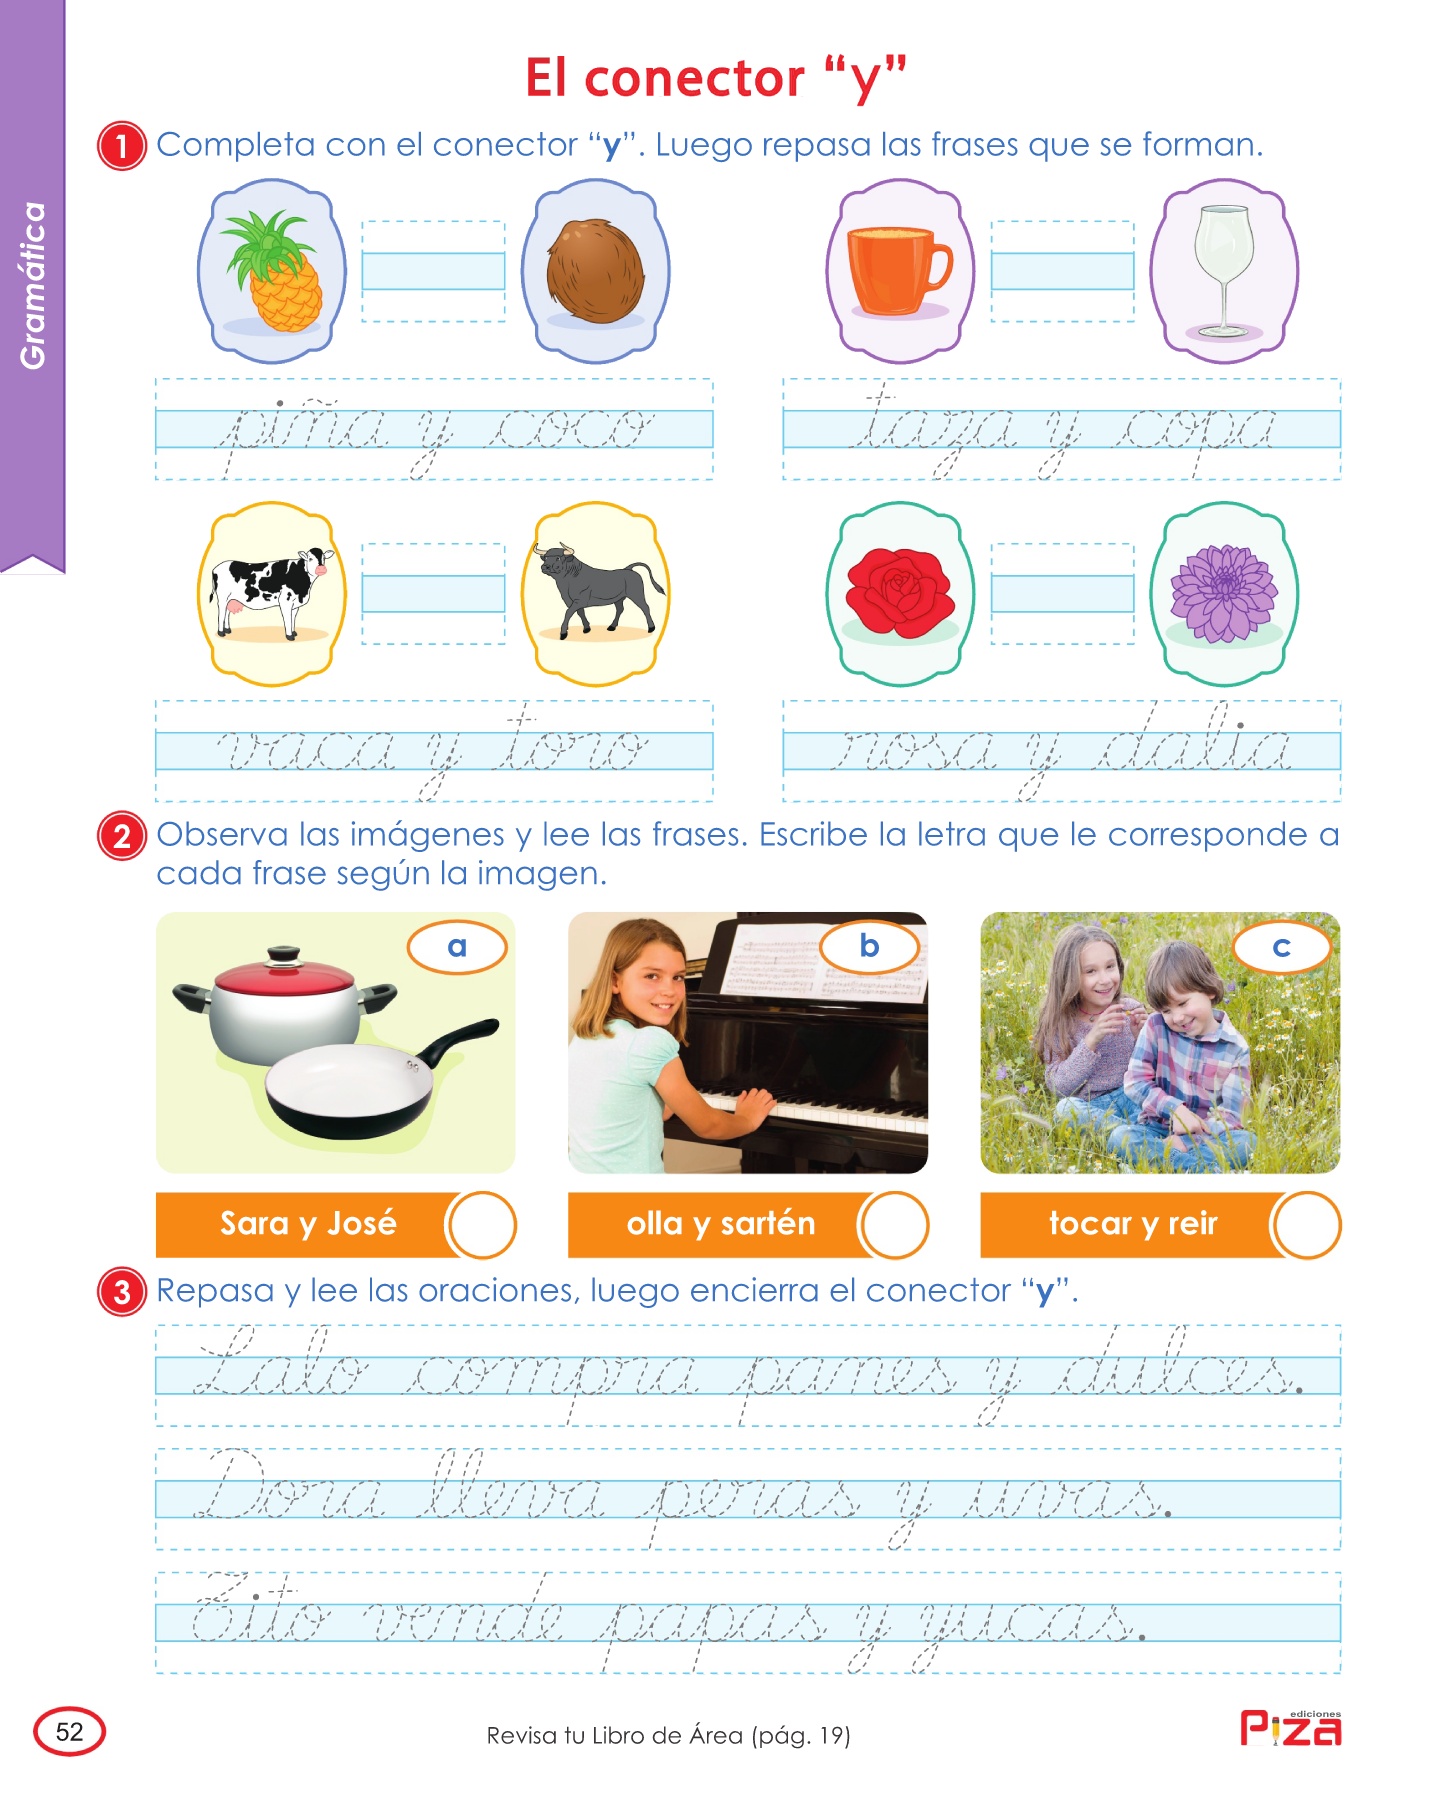 Gramática
El conector “y”
1 Completa con el conector “y”. Luego repasa las frases que se forman.
piña y coco
taza y copa
vaca y toro
rosa y dalia
2 Observa las imágenes y lee las frases. Escribe la letra que le corresponde a
cada frase según la imagen.
a
b
c
Sara y José
olla y sartén
tocar y reir
3 Repasa y lee las oraciones, luego encierra el conector “y”.
Lalo compra panes y dulces.
Dora lleva peras y uvas.
Tito vende papas y yucas.
52
Revisa tu Libro de Área (pág. 19)
ediciones
Piza